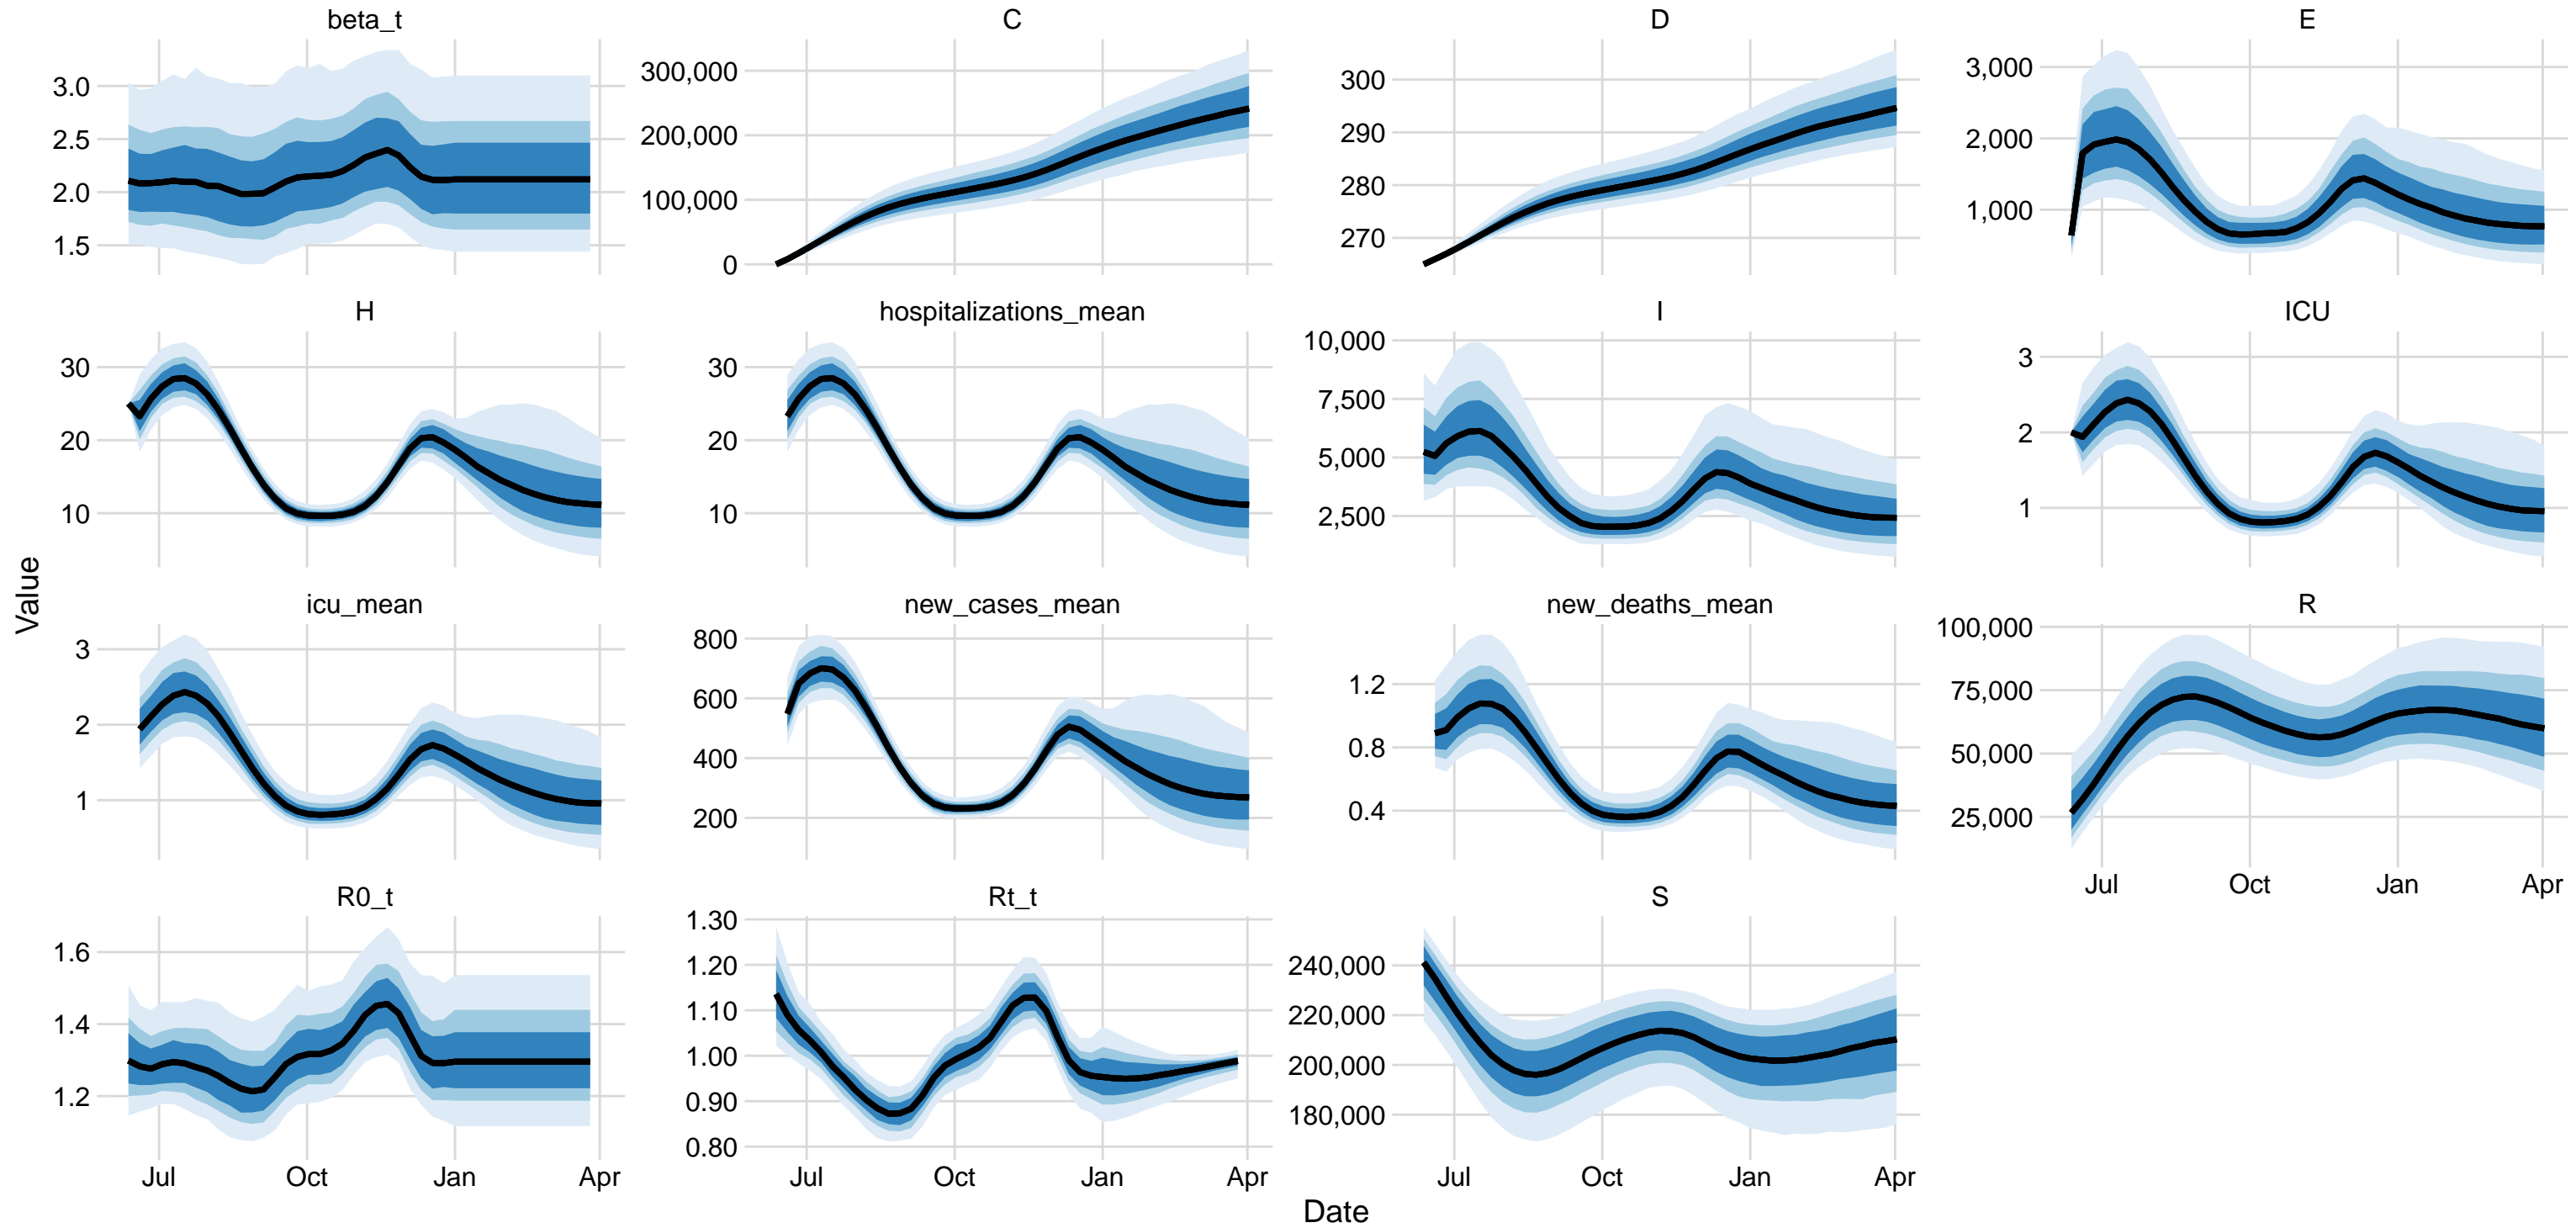 beta_t
3.0
2.5
2.0
1.5
C
300,000
200,000
100,000
0
D
300
290
280
270
E
3,000
2,000
1,000
H
30
20
10
hospitalizations_mean
30
20
10
I
10,000
7,500
5,000
2,500
ICU
3
2
1
icu_mean
3
2
1
new_cases_mean
800
600
400
200
new_deaths_mean
1.2
0.8
0.4
R
100,000
75,000
50,000
25,000
Jul Oct Jan Apr
R0_t
1.6
1.4
1.2
Jul Oct Jan Apr
Rt_t
1.30
1.20
1.10
1.00
0.90
0.80
Jul Oct Jan Apr
S
240,000
220,000
200,000
180,000
Jul Oct Jan Apr
Value
Date